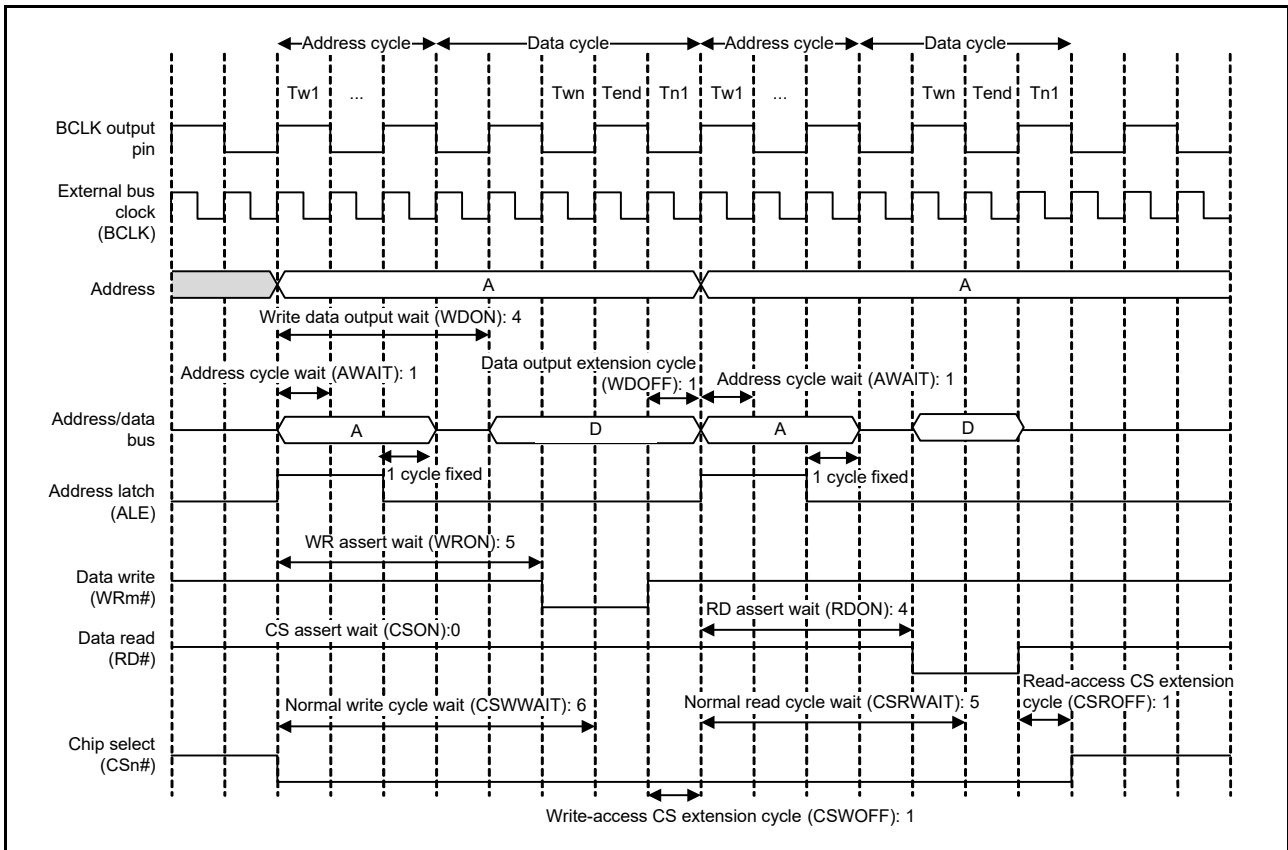 Address cycle Data cycle Address cycle Data cycle
Tw1 ... Twn Tend Tn1 Tw1 ... Twn Tend Tn1
BCLK output
pin
External bus
clock
(BCLK)
Address A A
Write data output wait (WDON): 4
Data output extension cycle
(WDOFF): 1
Address cycle wait (AWAIT): 1
Address cycle wait (AWAIT): 1
Address/data
bus
A D A D
1 cycle fixed 1 cycle fixed
Address latch
(ALE)
WR assert wait (WRON): 5
Data write
(WRm#)
RD assert wait (RDON): 4
CS assert wait (CSON):0
Data read
(RD#)
Read-access CS extension
cycle (CSROFF): 1
Normal write cycle wait (CSWWAIT): 6
Normal read cycle wait (CSRWAIT): 5
Chip select
(CSn#)
Write-access CS extension cycle (CSWOFF): 1